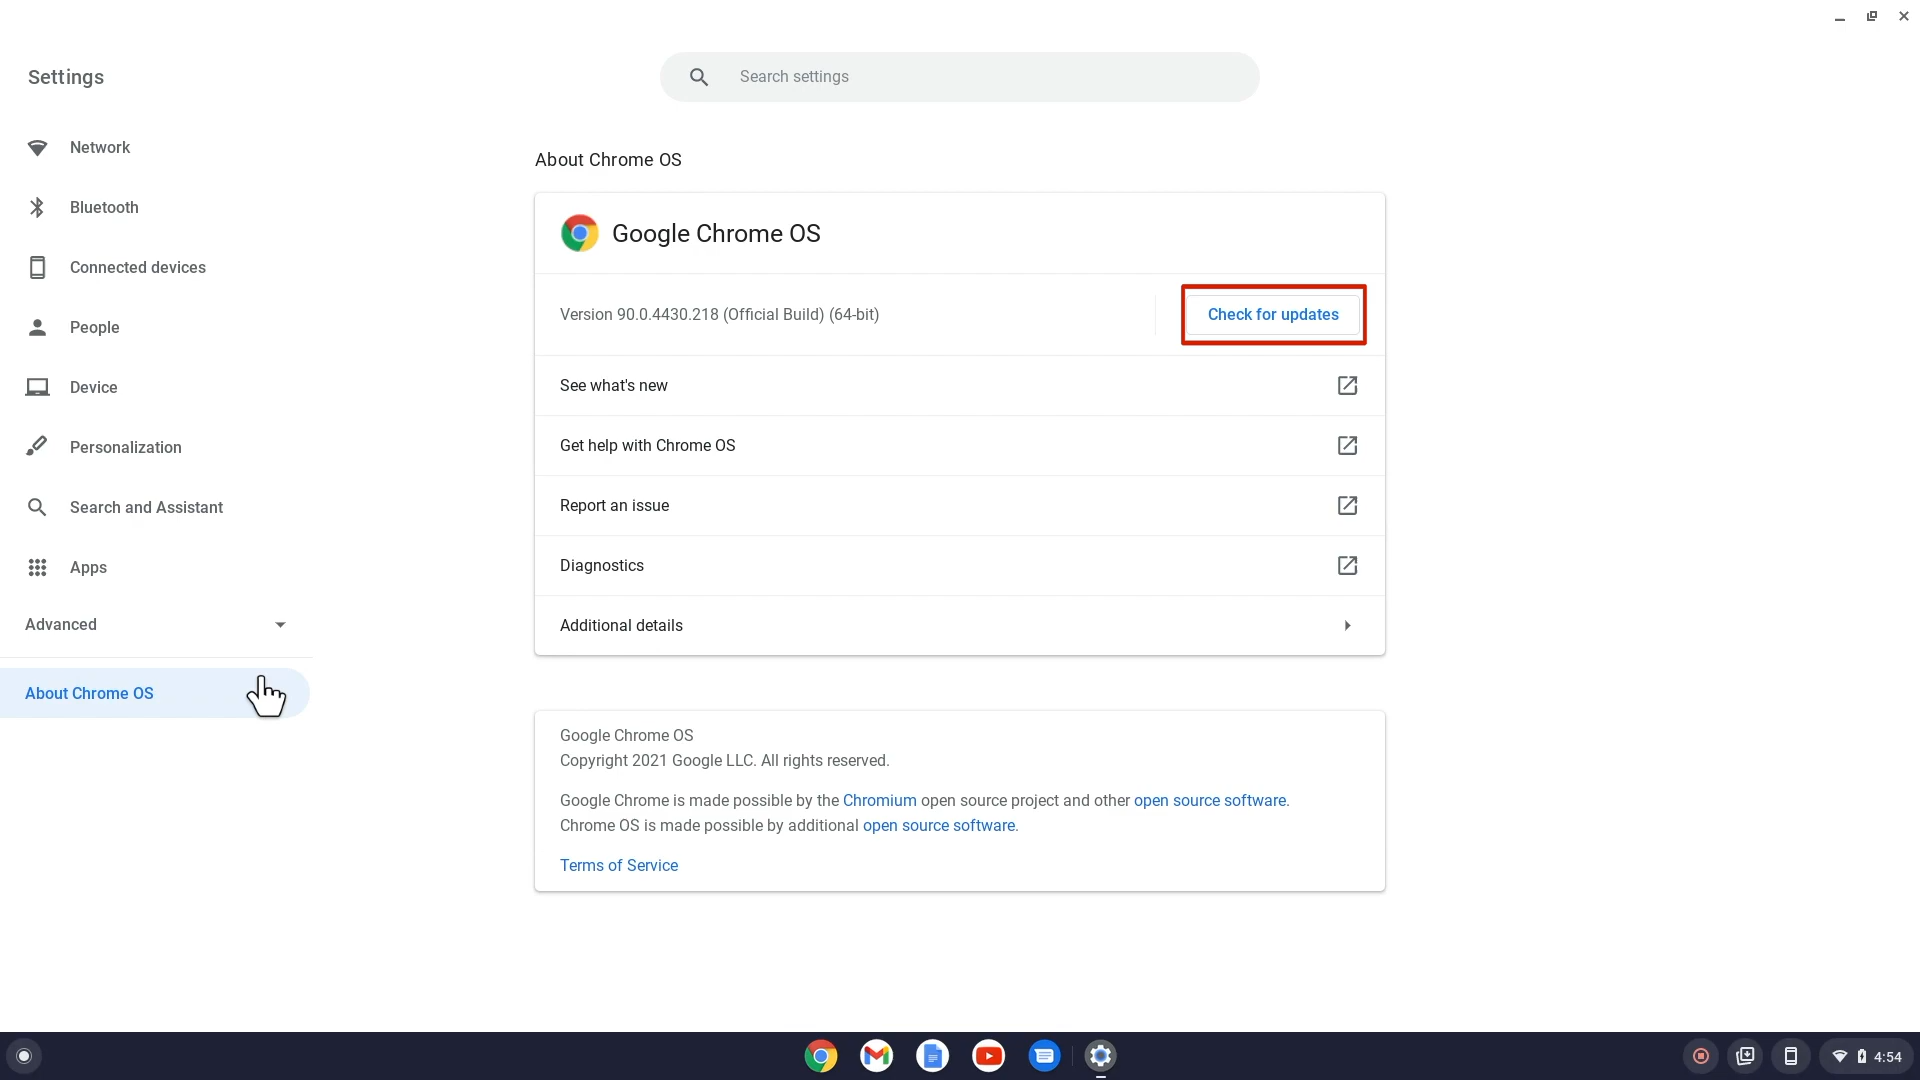 Settings
Search settings
Network
Bluetooth
Connected devices
People
Device
Personalization
Search and Assistant
Apps
Advanced
About Chrome OS
About Chrome OS
Google Chrome OS
Version 90.0.4430.218 (Official Build) (64-bit)
Check for updates
See what's new
Get help with Chrome OS
Report an issue
Diagnostics
Additional details
Google Chrome OS
Copyright 2021 Google LLC. All rights reserved.
Google Chrome is made possible by the Chromium open source project and other open source software.
Chrome OS is made possible by additional open source software.
Terms of Service
4:54